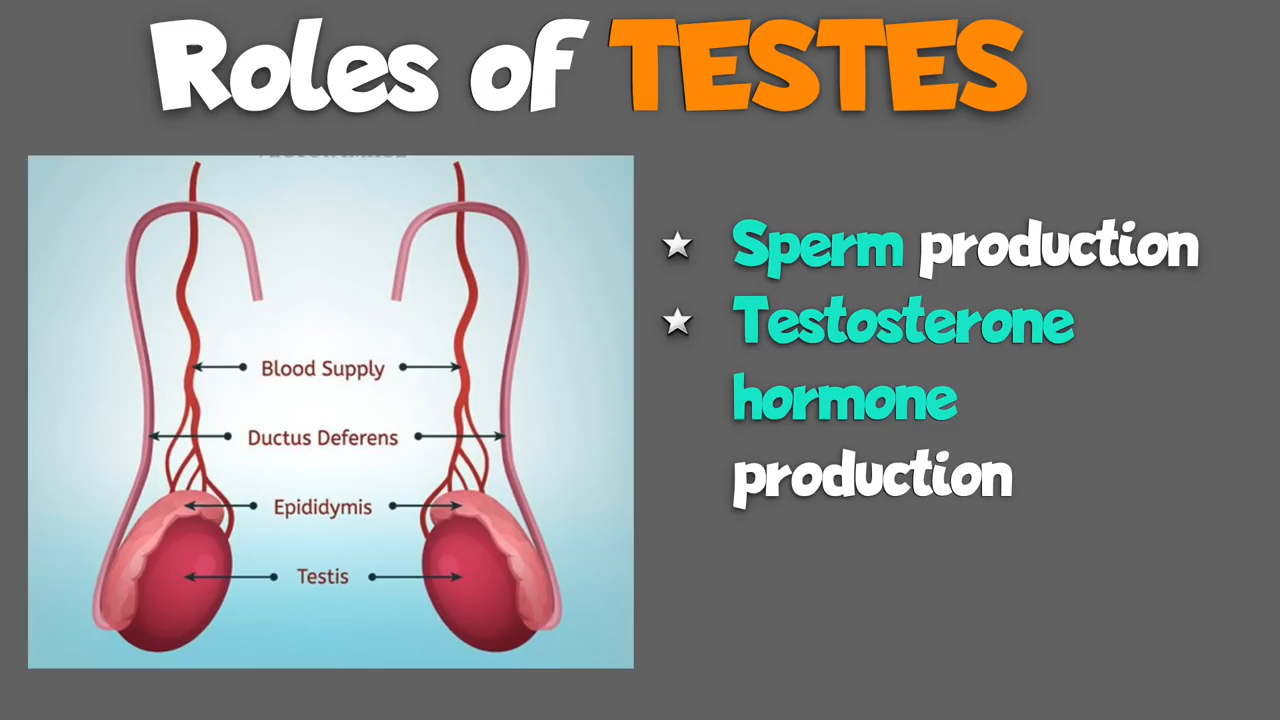 Roles of TESTES
Sperm production
Testosterone
hormone
production
Blood Supply
Ductus Deferens
Epididymis
Testis